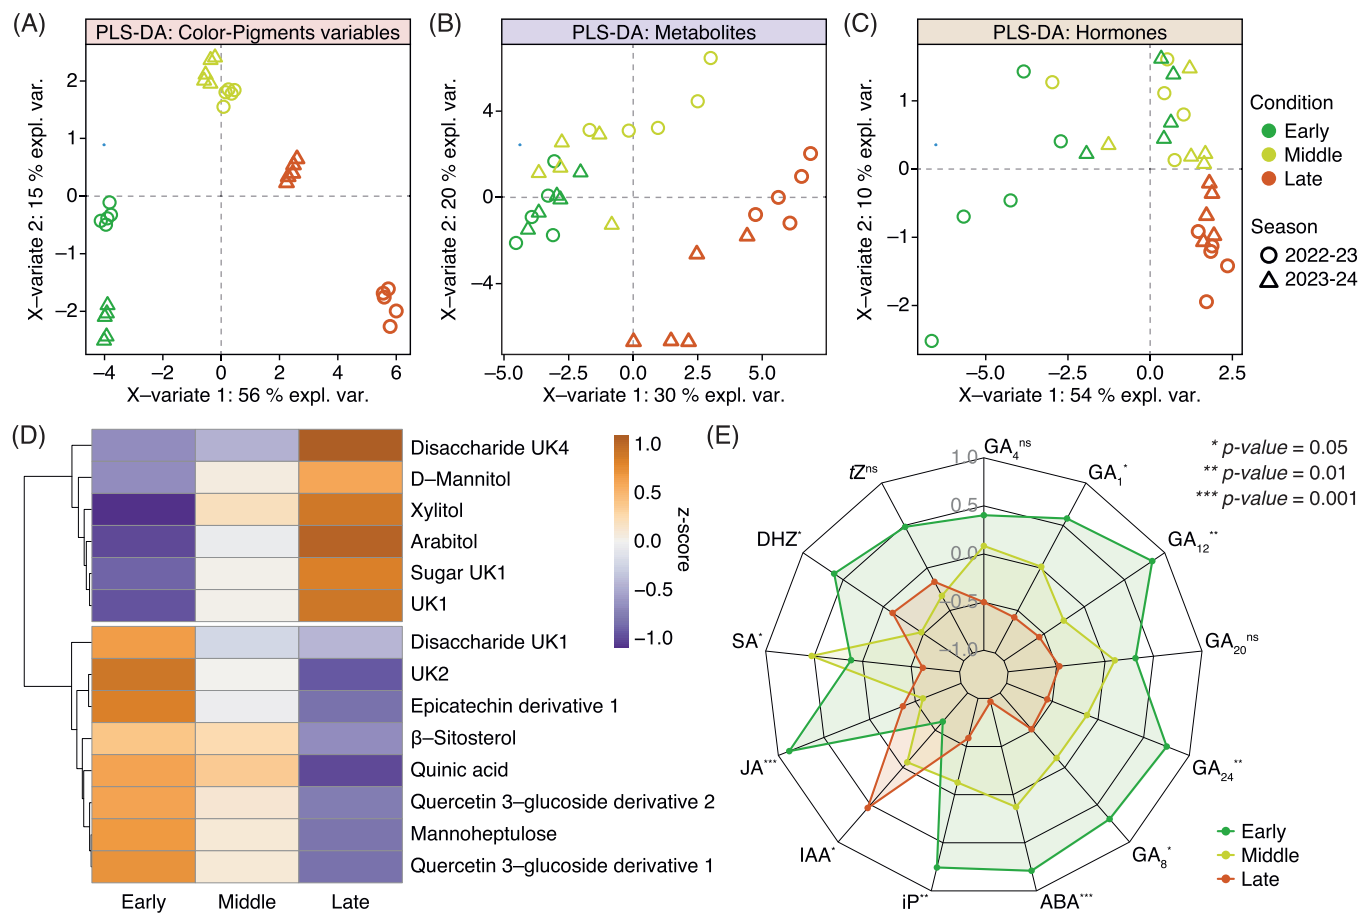 (A)
PLS-DA: Color-Pigments variables
X–variate 2: 15 % expl. var.
2
1
0
−1
−2
−4
−2
0
2
4
6
X–variate 1: 56 % expl. var.
(B)
PLS-DA: Metabolites
X–variate 2: 20 % expl. var.
4
0
−4
−5.0
−2.5
0.0
2.5
5.0
X–variate 1: 30 % expl. var.
(C)
PLS-DA: Hormones
X–variate 2: 10 % expl. var.
1
0
−1
−2
−5.0
−2.5
0.0
2.5
X–variate 1: 54 % expl. var.
Condition
Early
Middle
Late
Season
2022-23
2023-24
(D)
Disaccharide UK4
D–Mannitol
Xylitol
Arabitol
Sugar UK1
UK1
Disaccharide UK1
UK2
Epicatechin derivative 1
β–Sitosterol
Quinic acid
Quercetin 3–glucoside derivative 2
Mannoheptulose
Quercetin 3–glucoside derivative 1
Early
Middle
Late
1.0
0.5
0.0
−0.5
−1.0
z-score
(E)
* p-value = 0.05
** p-value = 0.01
*** p-value = 0.001
GA4ns
GA1*
GA12**
GA20ns
GA24**
GA8*
ABA***
iP**
IAA*
JA***
SA*
DHZ*
tZns
1.0
0.5
0.0
−0.5
−1.0
Early
Middle
Late